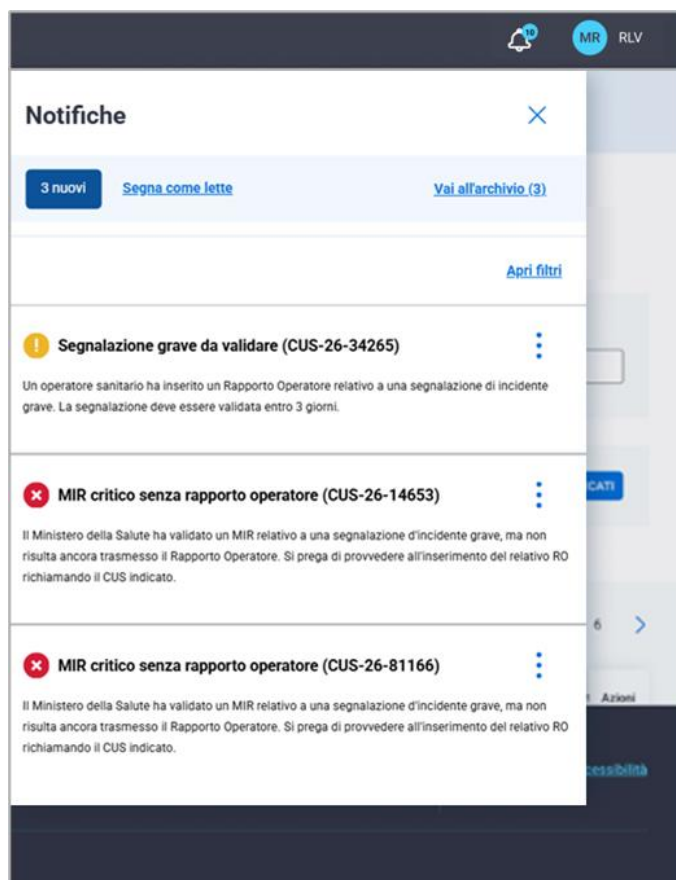 10
MR RLV
Notifiche
3 nuovi Segna come lette Vai all'archivio (3)
Apri filtri
Segnalazione grave da validare (CUS-26-34265)
Un operatore sanitario ha inserito un Rapporto Operatore relativo a una segnalazione di incidente
grave. La segnalazione deve essere validata entro 3 giorni.
MIR critico senza rapporto operatore (CUS-26-14653)
CATI
Il Ministero della Salute ha validato un MIR relativo a una segnalazione d'incidente grave, ma non
risulta ancora trasmesso il Rapporto Operatore. Si prega di provvedere all'inserimento del relativo RO
richiamando il CUS indicato.
6
MIR critico senza rapporto operatore (CUS-26-81166)
Azioni
Il Ministero della Salute ha validato un MIR relativo a una segnalazione d'incidente grave, ma non
risulta ancora trasmesso il Rapporto Operatore. Si prega di provvedere all'inserimento del relativo RO
richiamando il CUS indicato.
cessibilità